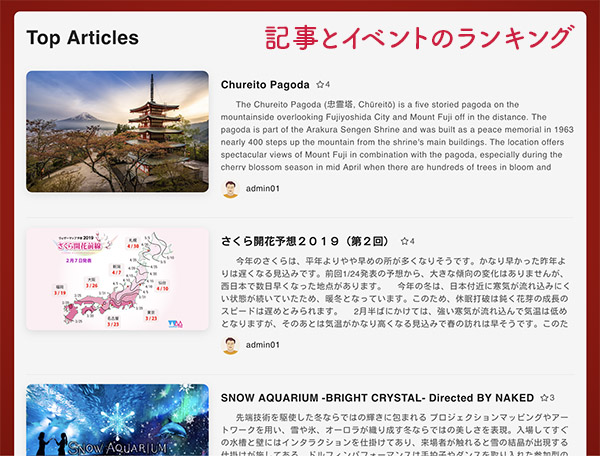 Top Articles
記事とイベントのランキング
Chureito Pagoda ☆4
The Chureito Pagoda (忠霊塔, Chūreitō) is a five storied pagoda on the
mountainside overlooking Fujiyoshida City and Mount Fuji off in the distance. The
pagoda is part of the Arakura Sengen Shrine and was built as a peace memorial in 1963
nearly 400 steps up the mountain from the shrine's main buildings. The location offers
spectacular views of Mount Fuji in combination with the pagoda, especially during the
cherry blossom season in mid April when there are hundreds of trees in bloom and
admin01
2019
さくら開花前線
2月7日発表
札幌
4/30
新潟
4/7
仙台
4/10
大阪
3/26
福岡
3/19
名古屋
3/23
東京
3/23
さくら開花予想２０１９（第２回） ☆4
今年のさくらは、平年よりやや早めの所が多くなりそうです。かなり早かった昨年よ
りは遅くなる見込みです。前回1/24発表の予想から、大きな傾向の変化はありませんが、
西日本で数日早くなった地点があります。 今年の冬は、日本付近に寒気が流れ込みにく
い状態が続いていたため、暖冬となっています。このため、休眠打破は鈍く花芽の成長の
スピードは遅めとみられます。 2月半ばにかけては、強い寒気が流れ込んで気温は低め
となりますが、そのあとは気温がかなり高くなる見込みで春の訪れは早そうです。このた
admin01
SNOW AQUARIUM
SNOW AQUARIUM -BRIGHT CRYSTAL- Directed BY NAKED ☆3
先端技術を駆使した冬ならではの輝きに包まれる プロジェクションマッピングやアー
トワークを用い、雪や氷、オーロラが織り成す冬ならではの美しさを表現。入場してすぐ
の水槽と壁にはインタラクションを仕掛けてあり、来場者が触れると雪の結晶が出現する
仕掛けが施してある。ドルフィンパフォーマンスは手拍子やダンスを取り入れた参加型の